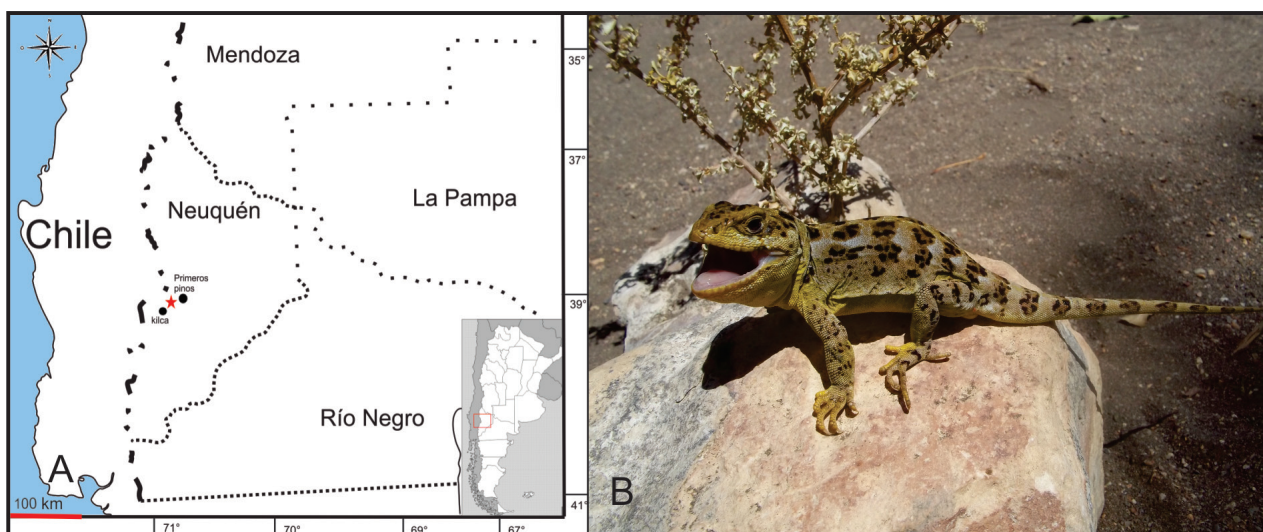 Mendoza
35°
37°
La Pampa
Neuquén
Chile
Primeros
pinos
39°
kilca
Río Negro
A
B
100 km
41°
71°
70°
69°
67°